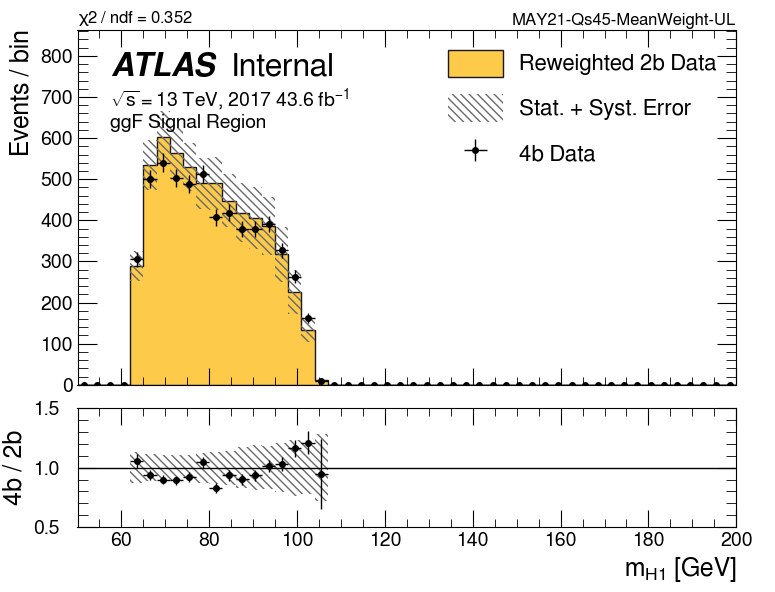 χ2 / ndf = 0.352
MAY21-Qs45-MeanWeight-UL
Events / bin
800
700
600
500
400
300
200
100
0
ATLAS Internal
√s = 13 TeV, 2017 43.6 fb−1
ggF Signal Region
Reweighted 2b Data
Stat. + Syst. Error
4b Data
4b / 2b
1.5
1.0
0.5
60 80 100 120 140 160 180 200
mH1 [GeV]